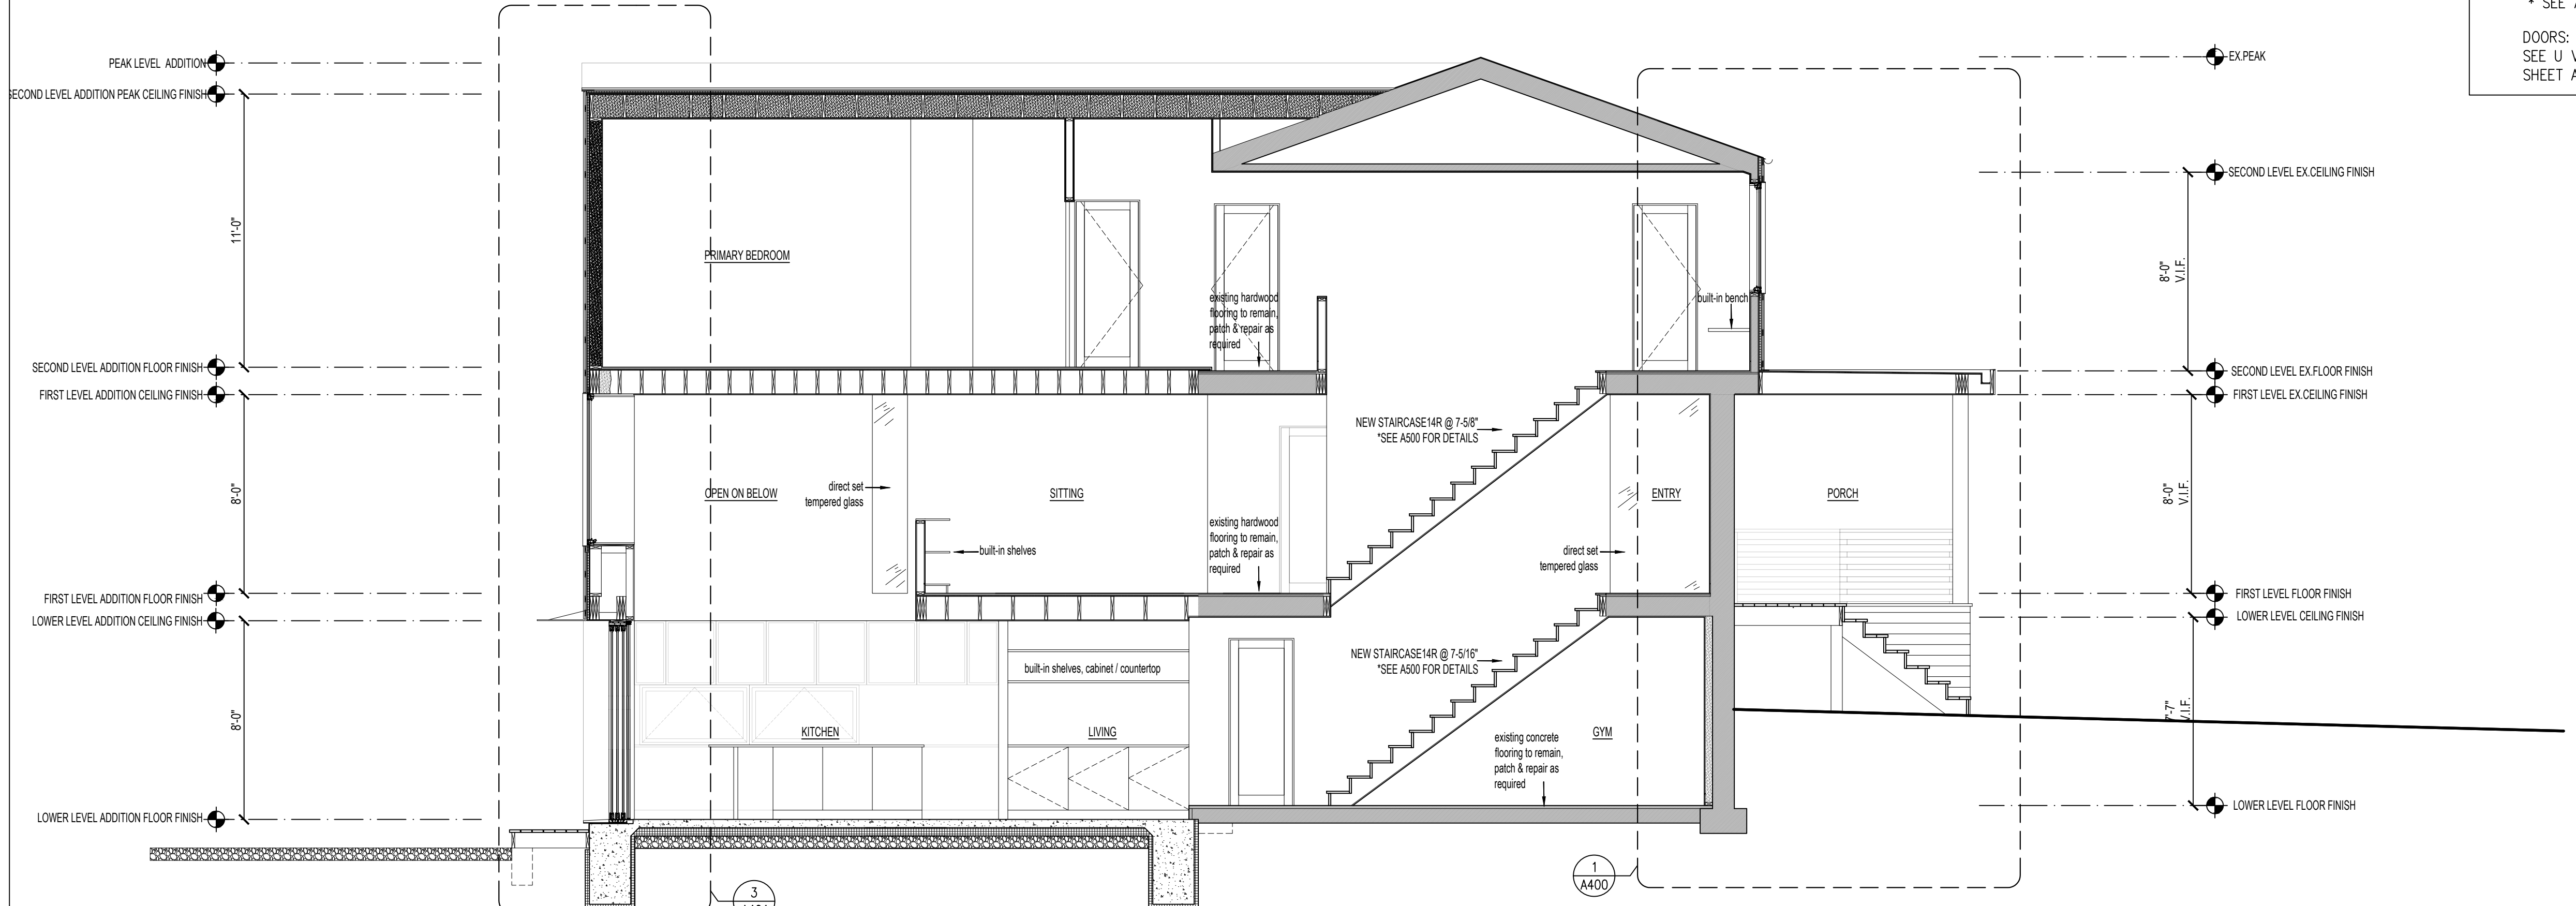 * SEE
DOORS:
SEE U
SHEET
PEAK LEVEL ADDITION
SECOND LEVEL ADDITION PEAK CEILING FINISH
11'-0"
SECOND LEVEL ADDITION FLOOR FINISH
FIRST LEVEL ADDITION CEILING FINISH
8'-0"
FIRST LEVEL ADDITION FLOOR FINISH
LOWER LEVEL ADDITION CEILING FINISH
8'-0"
LOWER LEVEL ADDITION FLOOR FINISH
PRIMARY BEDROOM
existing hardwood
flooring to remain,
patch & repair as
required
built-in bench
OPEN ON BELOW
direct set
tempered glass
SITTING
built-in shelves
existing hardwood
flooring to remain,
patch & repair as
required
NEW STAIRCASE14R @ 7-5/8"
*SEE A500 FOR DETAILS
direct set
tempered glass
ENTRY
PORCH
built-in shelves, cabinet / countertop
KITCHEN
LIVING
NEW STAIRCASE14R @ 7-5/16"
*SEE A500 FOR DETAILS
existing concrete
flooring to remain,
patch & repair as
required
GYM
3
1
A400
EX.PEAK
SECOND LEVEL EX.CEILING FINISH
8'-0"
V.I.F.
SECOND LEVEL EX.FLOOR FINISH
FIRST LEVEL EX.CEILING FINISH
8'-0"
V.I.F.
FIRST LEVEL FLOOR FINISH
LOWER LEVEL CEILING FINISH
7'-7"
V.I.F.
LOWER LEVEL FLOOR FINISH